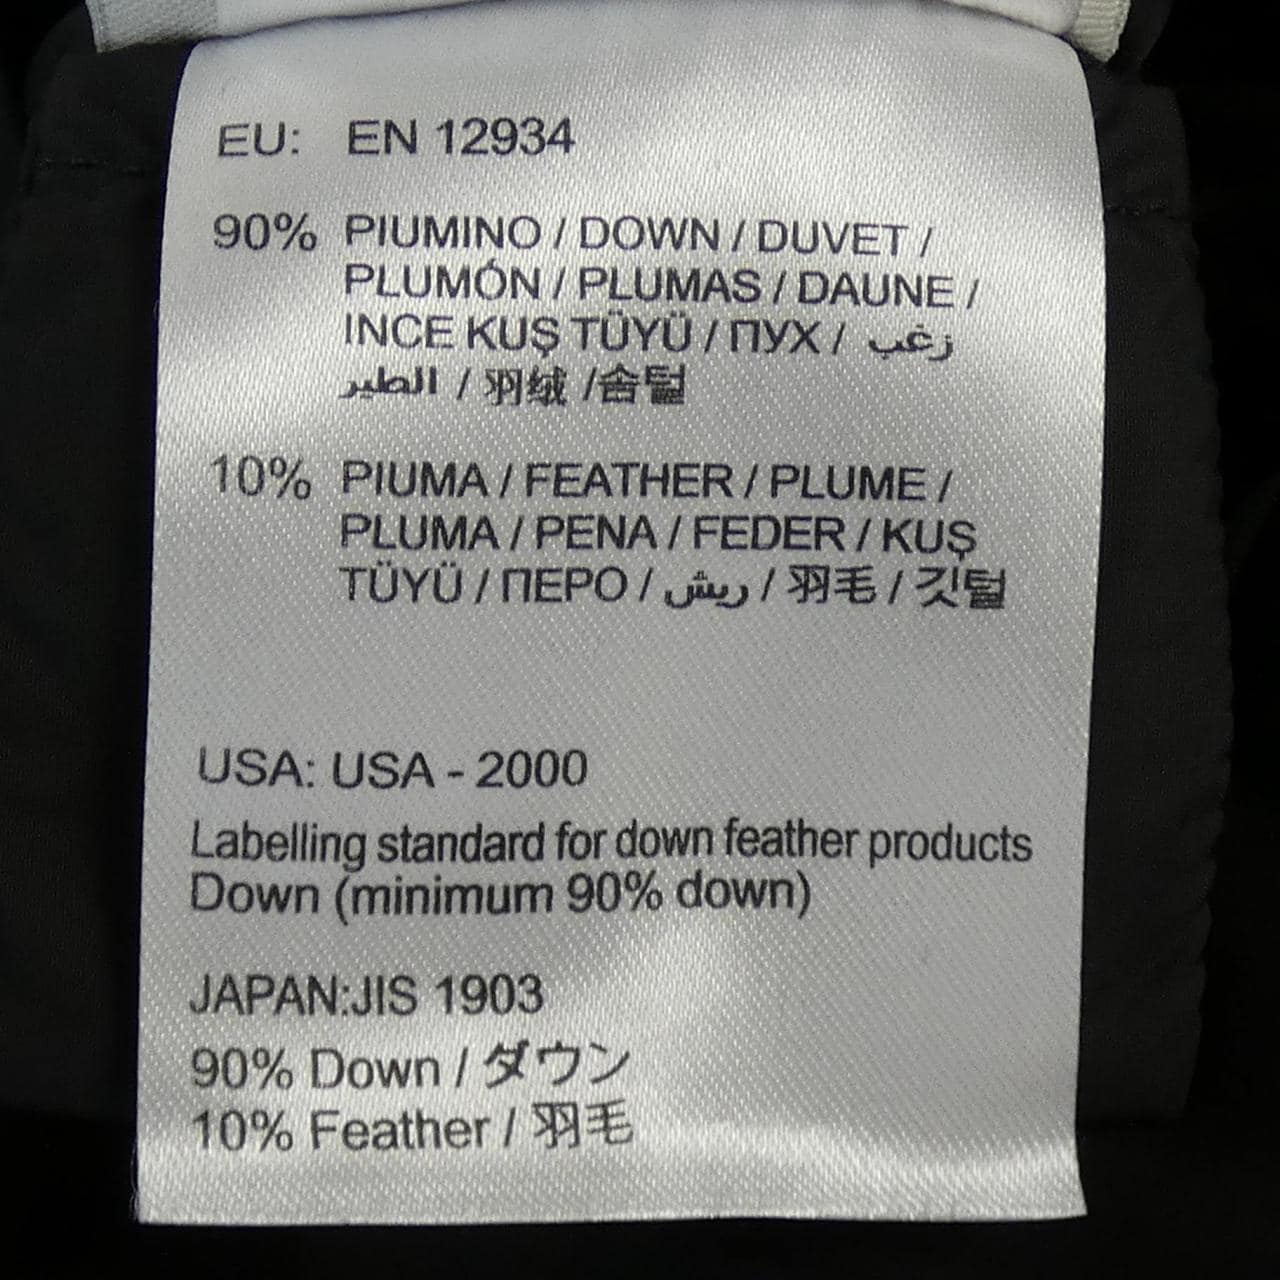 EU: EN 12934
90% PIUMINO / DOWN / DUVET /
PLUMÓN / PLUMAS / DAUNE /
INCE KUŞ TÜYÜ / ПУХ / زغب
الطير / 羽绒 /솜털
10% PIUMA / FEATHER / PLUME /
PLUMA / PENA / FEDER / KUŞ
TÜYÜ / ПЕРО / ريش / 羽毛 / 깃털
USA: USA - 2000
Labelling standard for down feather products
Down (minimum 90% down)
JAPAN:JIS 1903
90% Down / ダウン
10% Feather / 羽毛